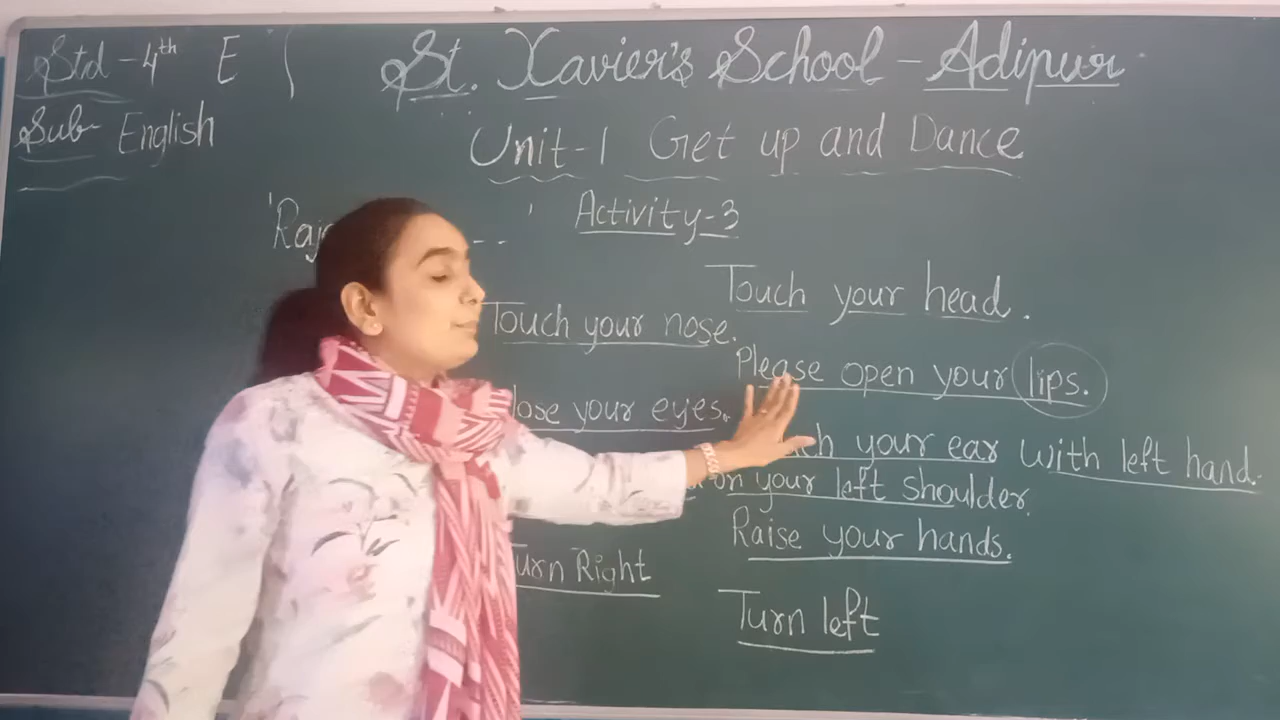 Std - 4th E
St. Xavier's School - Adipur
Sub - English
Unit-1 Get up and Dance
Activity-3
Touch your head.
Touch your nose.
Please open your lips.
your eyes.
your ear with left hand.
on your left shoulder.
Raise your hands.
Right
Turn left